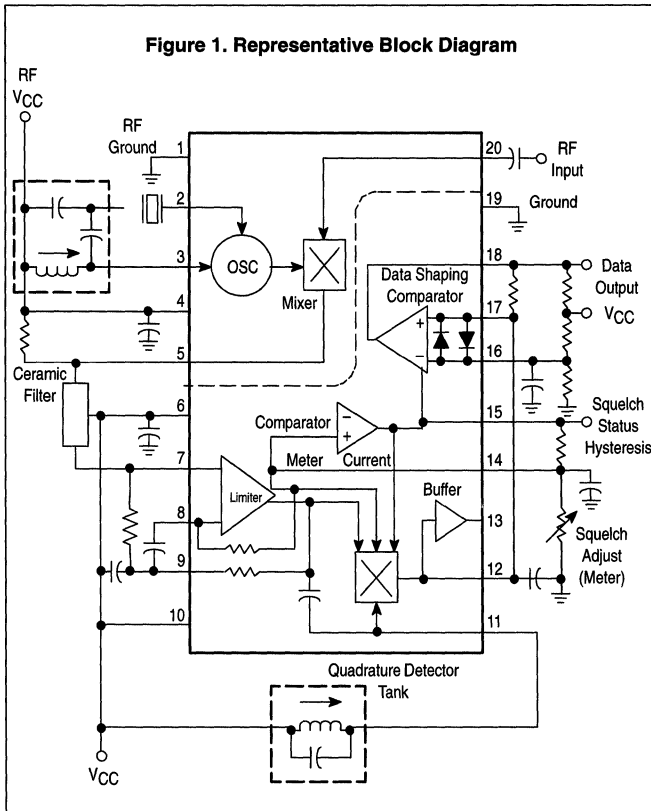 Figure 1. Representative Block Diagram
RF
VCC
RF
Ground
1
2
3
4
5
6
7
8
9
10
20
19
18
17
16
15
14
13
12
11
RF
Input
Ground
OSC
Mixer
Data Shaping
Comparator
+
–
Data
Output
VCC
Ceramic
Filter
Comparator
–
+
Meter Current
Squelch
Status
Hysteresis
Limiter
Buffer
Squelch
Adjust
(Meter)
Quadrature Detector
Tank
VCC